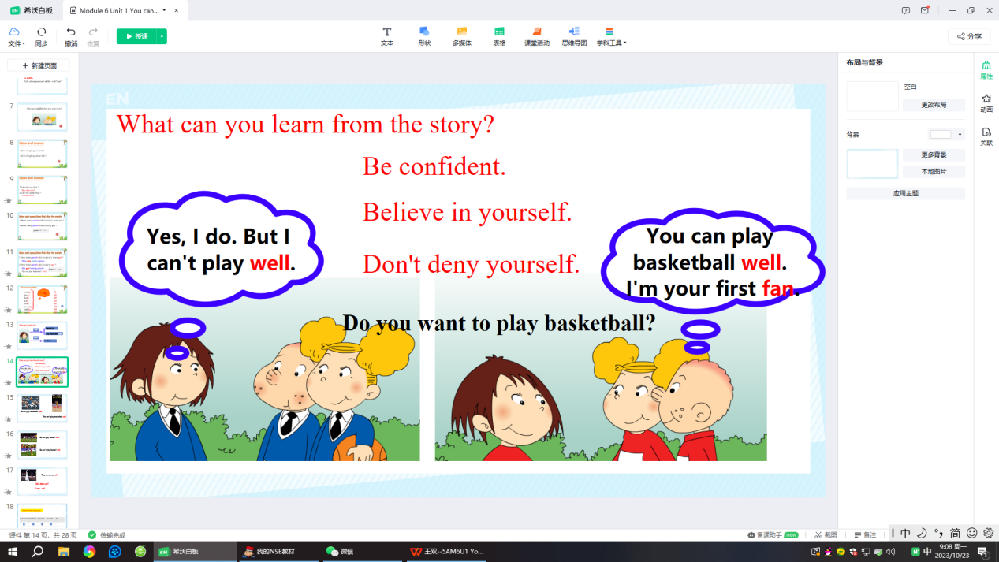 希沃白板
Module 6 Unit 1 You can...
文件
同步
撤消
恢复
授课
文本
形状
多媒体
表格
课堂活动
思维导图
学科工具
分享
新建页面
7
8
9
10
11
12
13
14
15
16
17
18
EN
What can you learn from the story?
Be confident.
Believe in yourself.
Don't deny yourself.
Yes, I do. But I
can't play well.
You can play
basketball well.
I'm your first fan.
Do you want to play basketball?
布局与背景
空白
更改布局
背景
更多背景
本地图片
应用主题
属性
动画
关联
课件 第 14 页，共 28 页
传输完成
备课助手 new
截图
备注
中
简
希沃白板
我的NSE教材
微信
王双--5AM6U1 Yo...
中
9:08 周一
2023/10/23